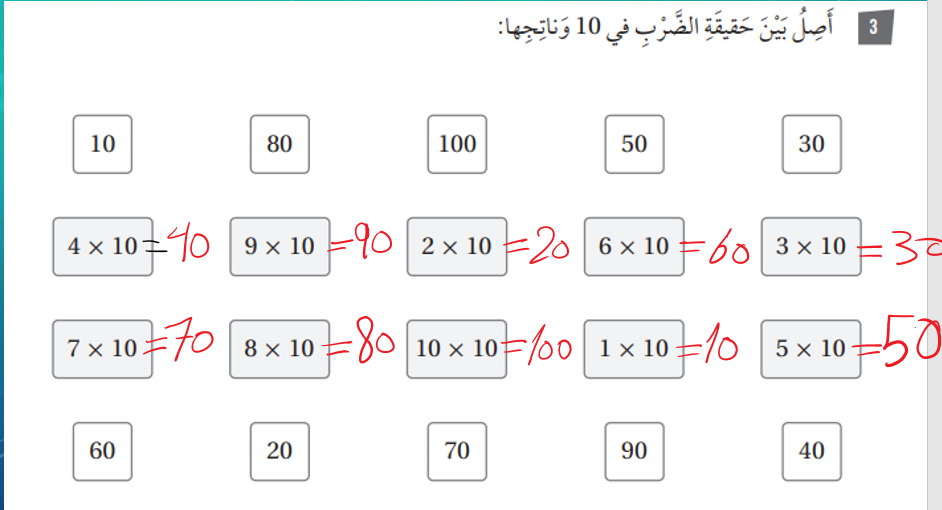 3 أَصِلُ بَيْنَ حَقيقَةِ الضَّرْبِ في 10 وَناتِجِها:
10 80 100 50 30
4 × 10 = 40 9 × 10 = 90 2 × 10 = 20 6 × 10 = 60 3 × 10 = 30
7 × 10 = 70 8 × 10 = 80 10 × 10 = 100 1 × 10 = 10 5 × 10 = 50
60 20 70 90 40